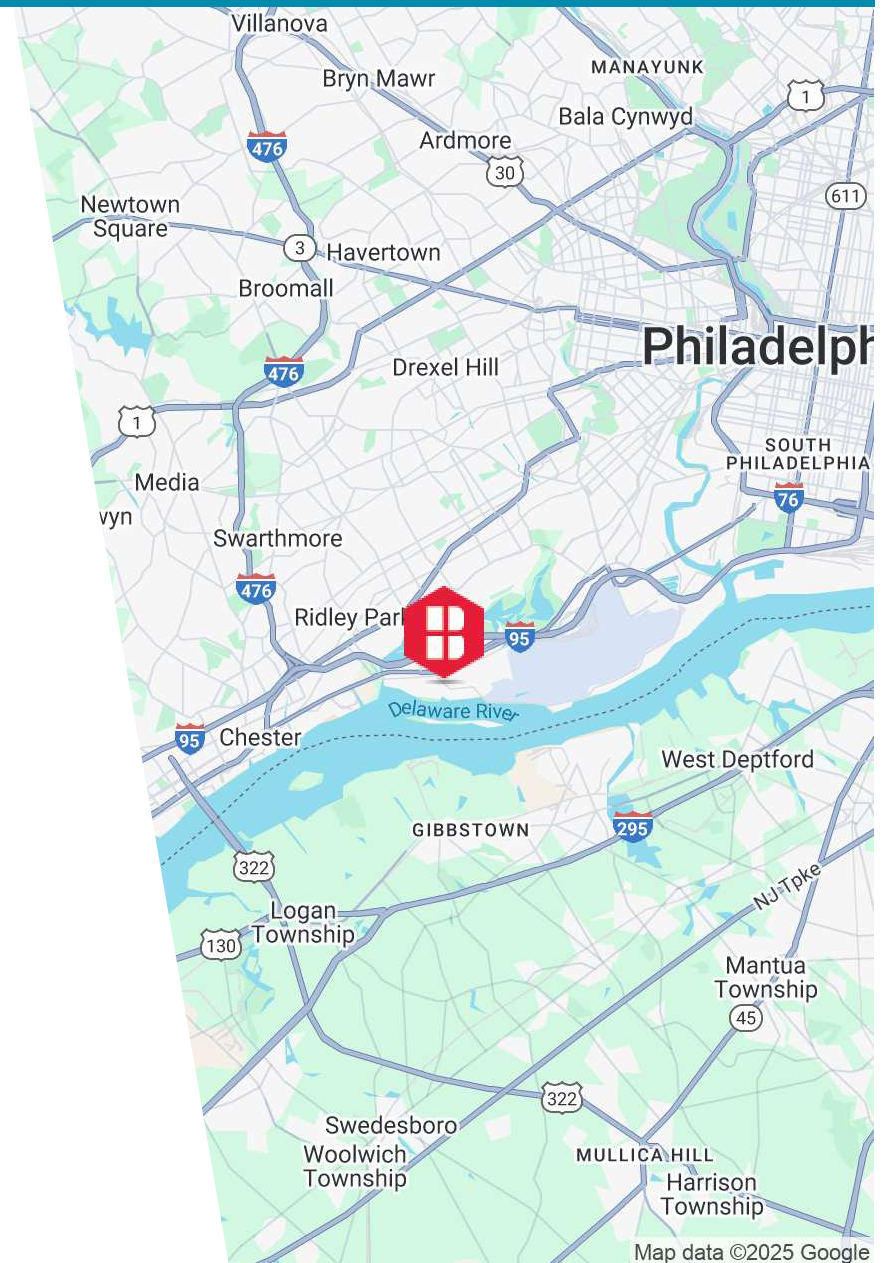 Villanova
MANAYUNK
Bryn Mawr
1
Bala Cynwyd
Ardmore
476
30
611
Newtown
Square
3
Havertown
Broomall
Philadelph
476
Drexel Hill
1
SOUTH
PHILADELPHIA
Media
76
wyn
Swarthmore
476
Ridley Park
95
Delaware River
95
Chester
West Deptford
GIBBSTOWN
295
322
NJ Tpke
Logan
Township
130
Mantua
Township
45
322
Swedesboro
Woolwich
Township
MULLICA HILL
Harrison
Township
Map data ©2025 Google